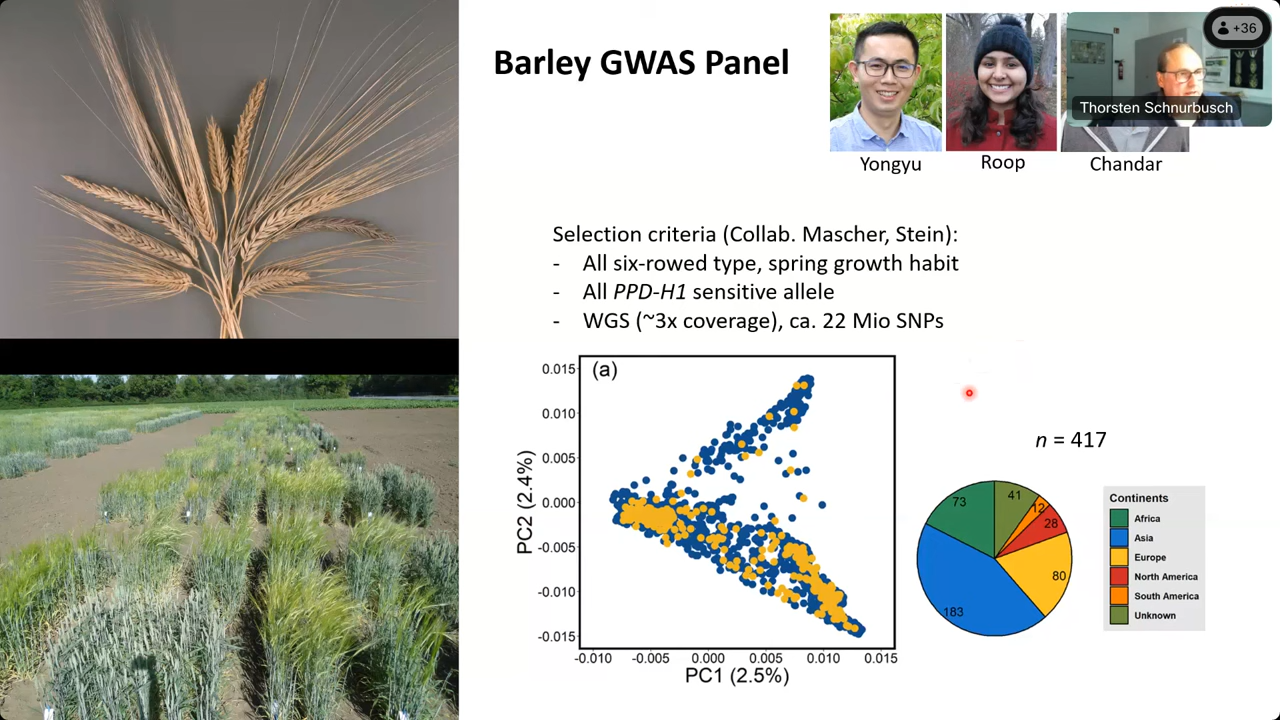 Barley GWAS Panel
+36
Thorsten Schnurbusch
Yongyu
Roop
Chandar
Selection criteria (Collab. Mascher, Stein):
- All six-rowed type, spring growth habit
- All PPD-H1 sensitive allele
- WGS (~3x coverage), ca. 22 Mio SNPs
(a)
PC2 (2.4%)
0.015
0.010
0.005
0.000
-0.005
-0.010
-0.015
-0.010
-0.005
0.000
0.005
0.010
0.015
PC1 (2.5%)
n = 417
73
41
12
28
80
183
Continents
Africa
Asia
Europe
North America
South America
Unknown